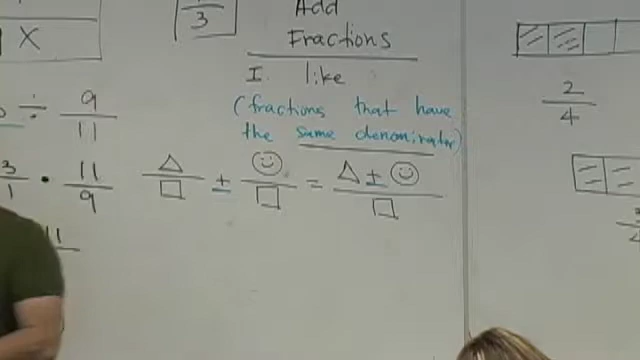 X
3
Add
Fractions
I. like
(fractions that have
the same denominator)
÷ 9
11
3
1 · 11
9
± = ±
11
2
4